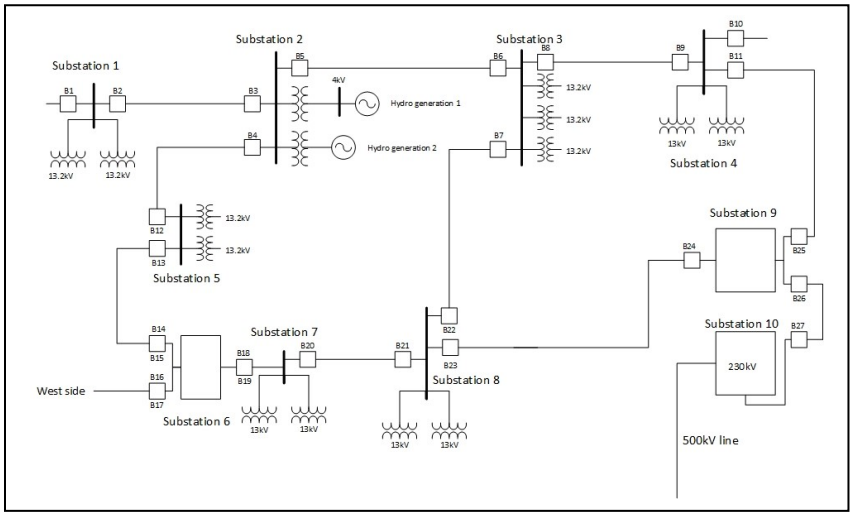 B10
Substation 2
Substation 3
B8
B9
B11
B5
B6
Substation 1
4kV
13.2kV
B1
B2
B3
Hydro generation 1
13.2kV
B4
B7
Hydro generation 2
13.2kV
13kV
13kV
Substation 4
13.2kV
13.2kV
13.2kV
Substation 9
B12
13.2kV
B24
B25
B13
Substation 5
B26
B22
Substation 10
B27
B14
Substation 7
B15
B18
B20
B21
B23
230kV
B16
B19
Substation 8
West side
B17
Substation 6
13kV
13kV
13kV
13kV
500kV line